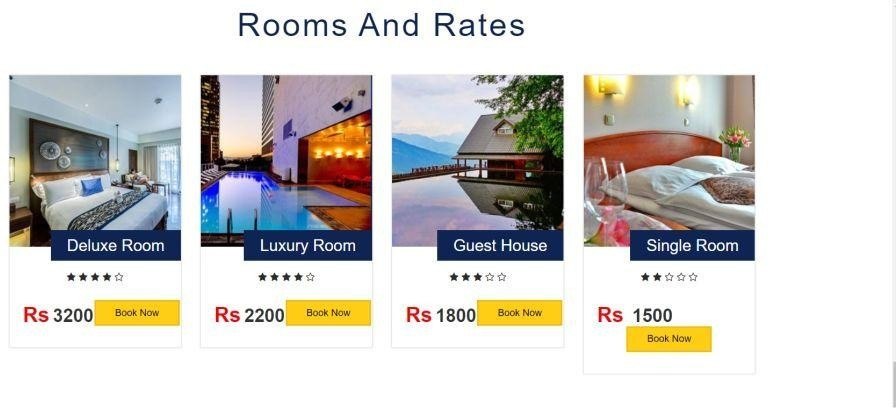 Rooms And Rates
Deluxe Room
Rs 3200 Book Now
Luxury Room
Rs 2200 Book Now
Guest House
Rs 1800 Book Now
Single Room
Rs 1500
Book Now